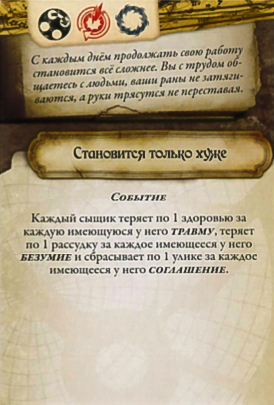 С каждым днём продолжать свою работу
становится всё сложнее. Вы с трудом об-
щаетесь с людьми, ваши раны не затяги-
ваются, а руки трясутся не переставая.
Становится только хуже
Событие
Каждый сыщик теряет по 1 здоровью за
каждую имеющуюся у него ТРАВМУ, теряет
по 1 рассудку за каждое имеющееся у него
БЕЗУМИЕ и сбрасывает по 1 улике за каждое
имеющееся у него СОГЛАШЕНИЕ.